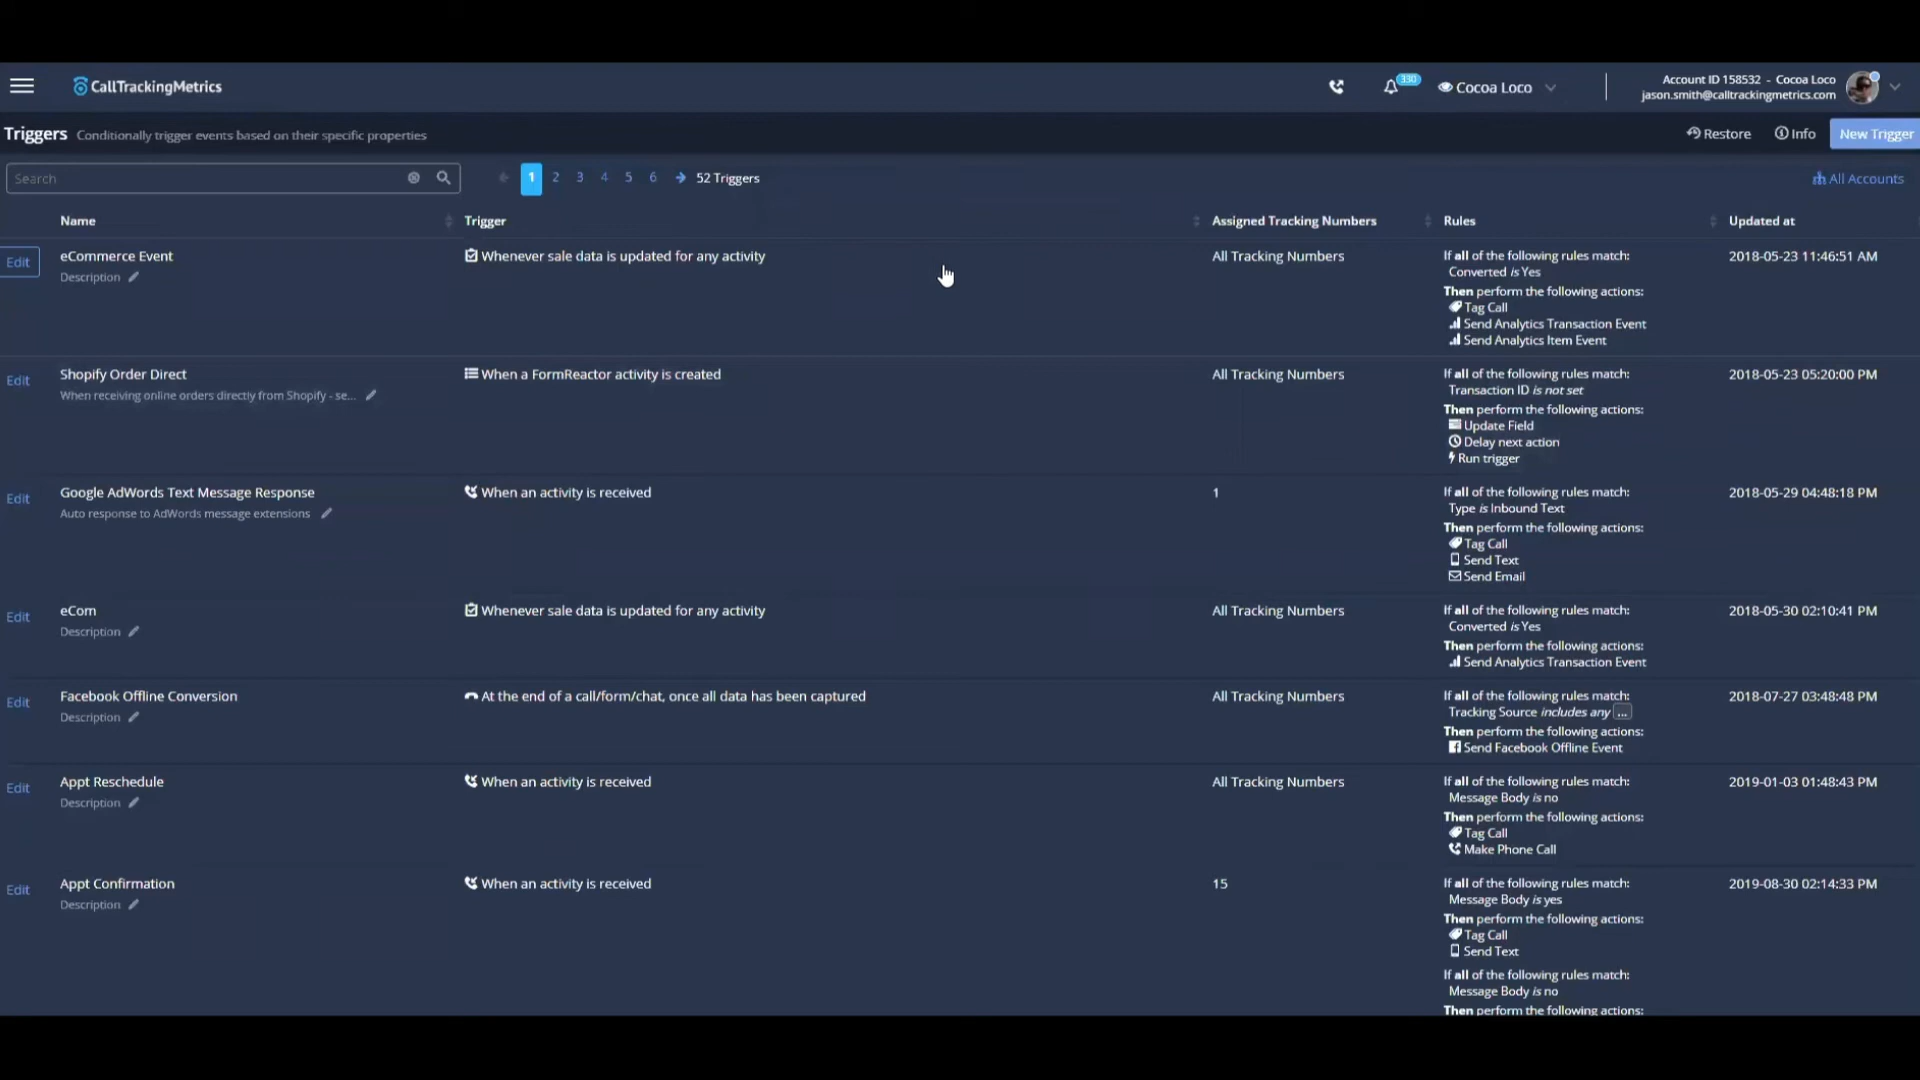 CallTrackingMetrics
330
Cocoa Loco
Account ID 158532 - Cocoa Loco
jason.smith@calltrackingmetrics.com
Triggers Conditionally trigger events based on their specific properties
Restore Info New Trigger
Search
1 2 3 4 5 6 52 Triggers
All Accounts
Name Trigger Assigned Tracking Numbers Rules Updated at
Edit eCommerce Event Whenever sale data is updated for any activity All Tracking Numbers If all of the following rules match: 2018-05-23 11:46:51 AM
Description Converted is Yes
Then perform the following actions:
Tag Call
Send Analytics Transaction Event
Send Analytics Item Event
Edit Shopify Order Direct When a FormReactor activity is created All Tracking Numbers If all of the following rules match: 2018-05-23 05:20:00 PM
When receiving online orders directly from Shopify - se... Transaction ID is not set
Then perform the following actions:
Update Field
Delay next action
Run trigger
Edit Google AdWords Text Message Response When an activity is received 1 If all of the following rules match: 2018-05-29 04:48:18 PM
Auto response to AdWords message extensions Type is Inbound Text
Then perform the following actions:
Tag Call
Send Text
Send Email
Edit eCom Whenever sale data is updated for any activity All Tracking Numbers If all of the following rules match: 2018-05-30 02:10:41 PM
Description Converted is Yes
Then perform the following actions:
Send Analytics Transaction Event
Edit Facebook Offline Conversion At the end of a call/form/chat, once all data has been captured All Tracking Numbers If all of the following rules match: 2018-07-27 03:48:48 PM
Description Tracking Source includes any ...
Then perform the following actions:
Send Facebook Offline Event
Edit Appt Reschedule When an activity is received All Tracking Numbers If all of the following rules match: 2019-01-03 01:48:43 PM
Description Message Body is no
Then perform the following actions:
Tag Call
Make Phone Call
Edit Appt Confirmation When an activity is received 15 If all of the following rules match: 2019-08-30 02:14:33 PM
Description Message Body is yes
Then perform the following actions:
Tag Call
Send Text
If all of the following rules match:
Message Body is no
Then perform the following actions: